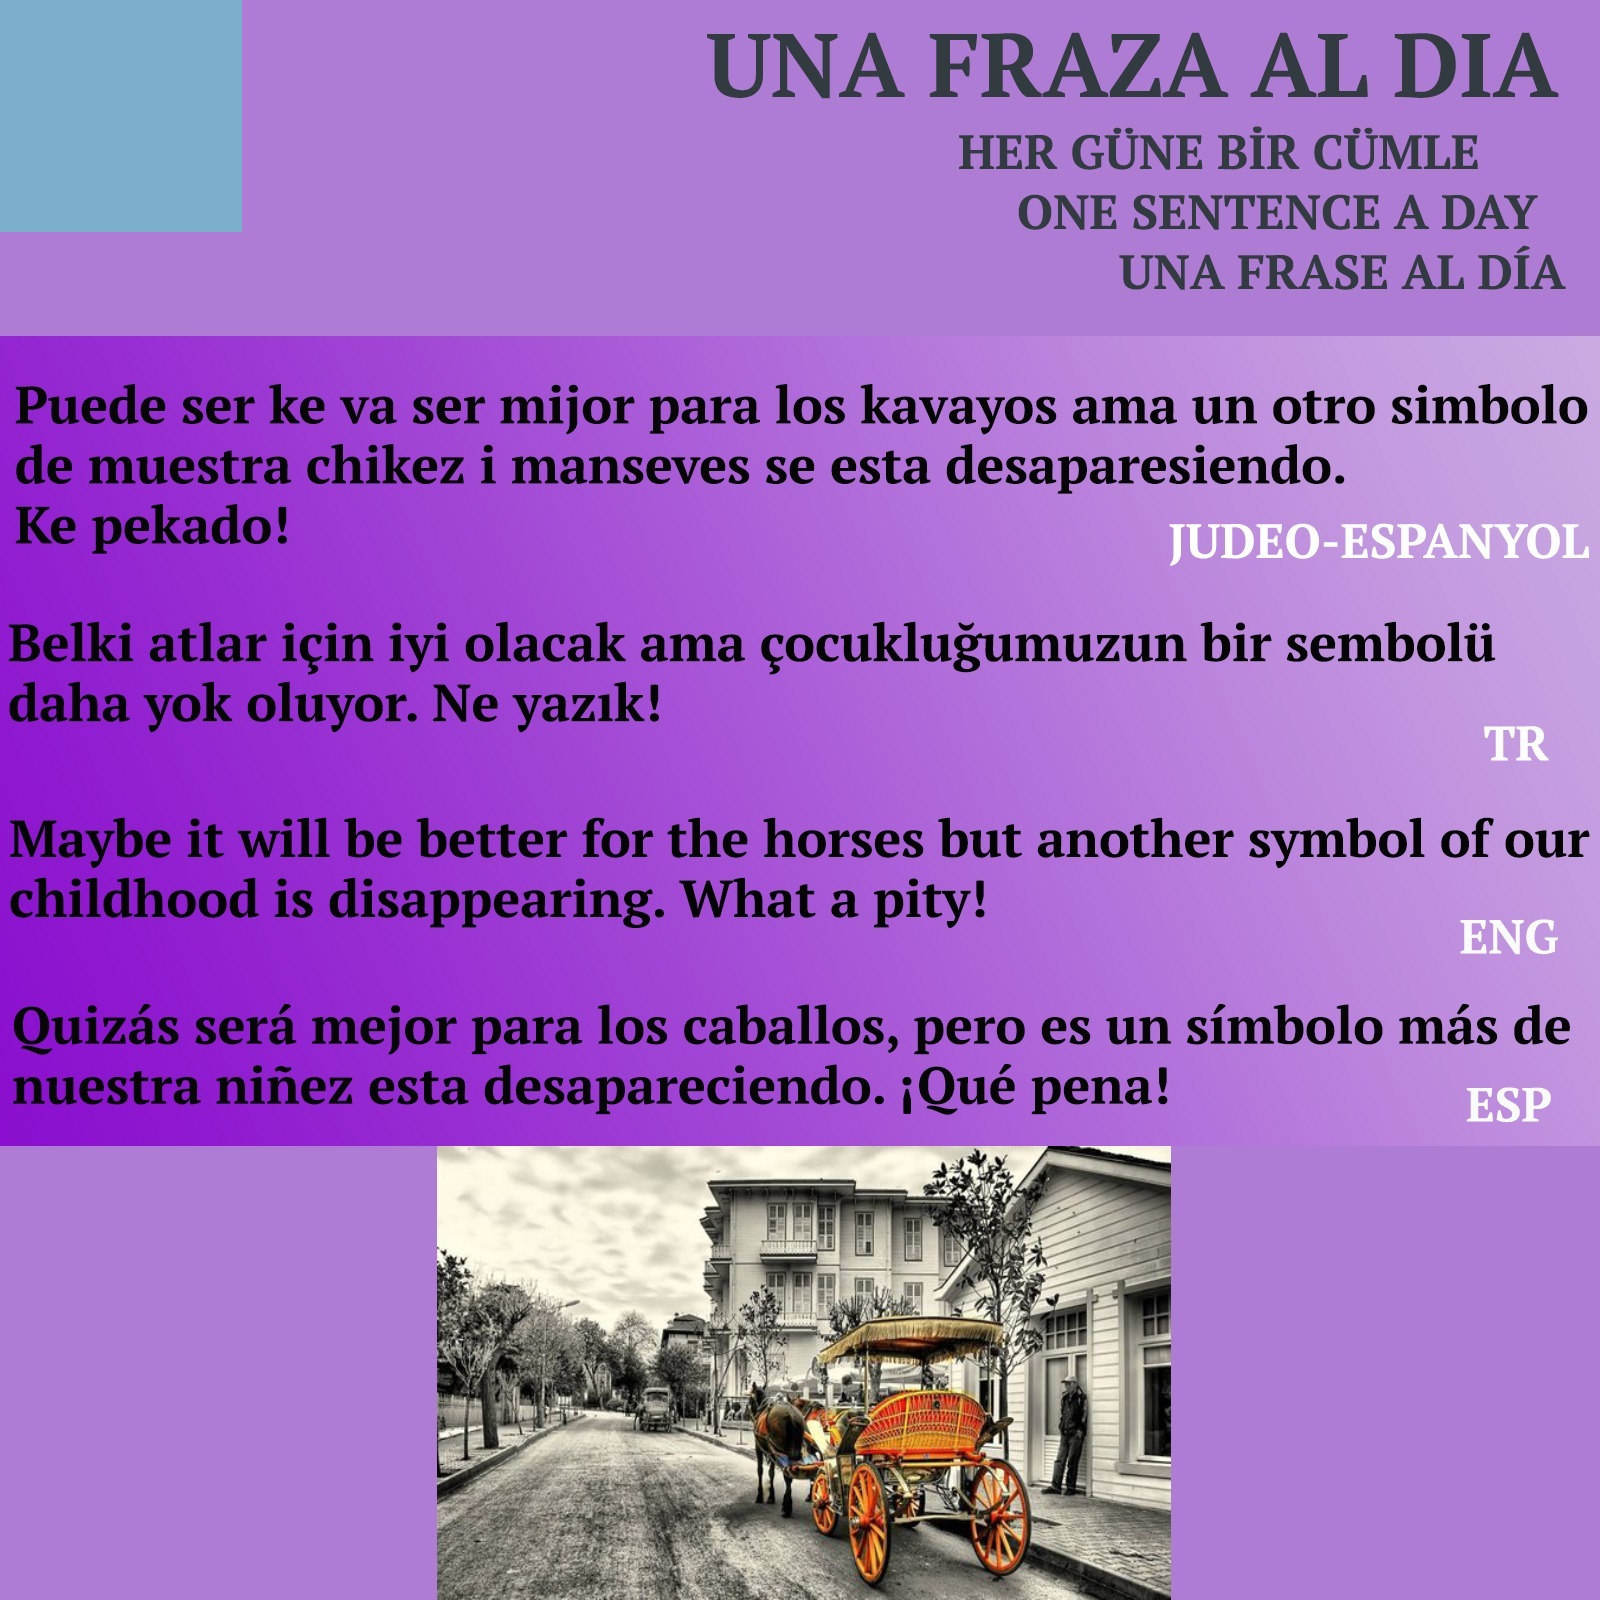 UNA FRAZA AL DIA
HER GÜNE BİR CÜMLE
ONE SENTENCE A DAY
UNA FRASE AL DÍA
Puede ser ke va ser mijor para los kavayos ama un otro simbolo
de muestra chikez i manseves se esta desaparesiendo.
Ke pekado!
JUDEO-ESPANYOL
Belki atlar için iyi olacak ama çocukluğumuzun bir sembolü
daha yok oluyor. Ne yazık!
TR
Maybe it will be better for the horses but another symbol of our
childhood is disappearing. What a pity!
ENG
Quizás será mejor para los caballos, pero es un símbolo más de
nuestra niñez esta desapareciendo. ¡Qué pena!
ESP